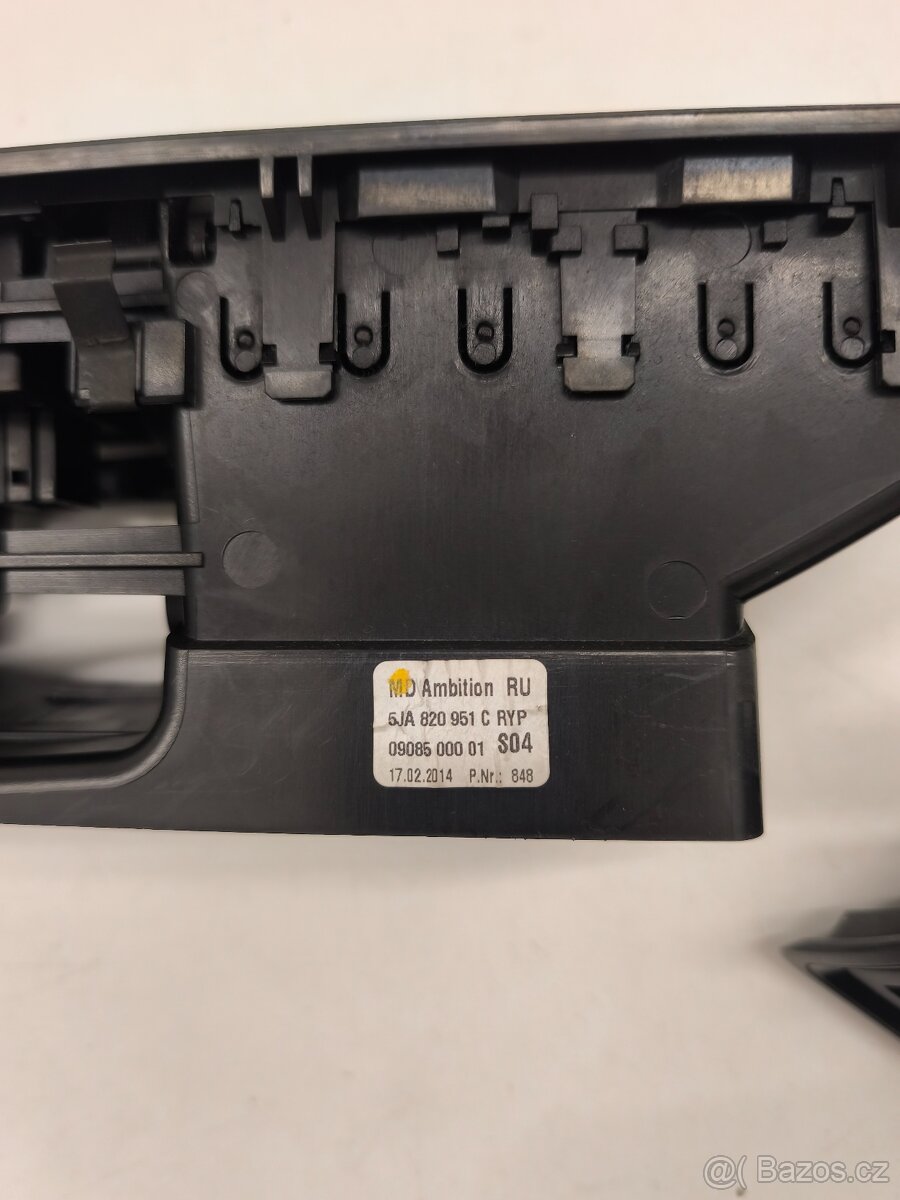 MD Ambition RU
5JA 820 951 C RYP
09085 000 01 S04
17.02.2014 P.Nr.: 848
@( Bazos.cz